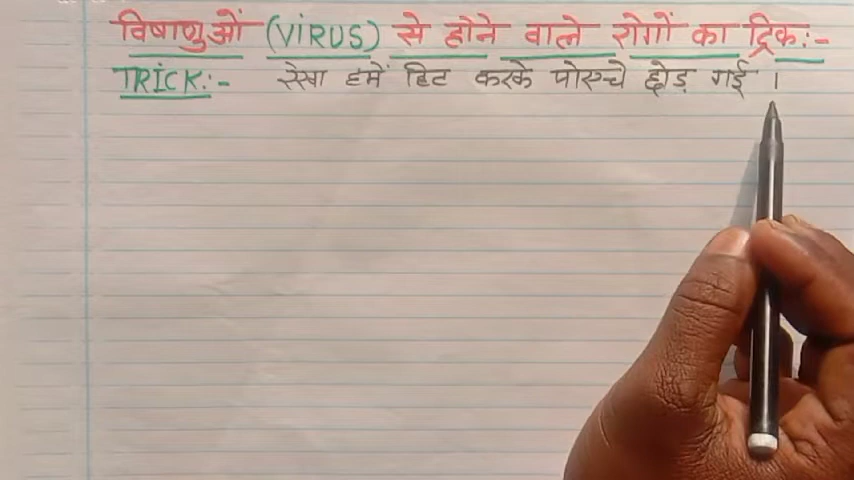 विषाणुओं (ViRUS) से होने वाले रोगों का ट्रिक:-
TRiCK:- रेखा हमें हिट करके पोरुचे छोड़ गई ।